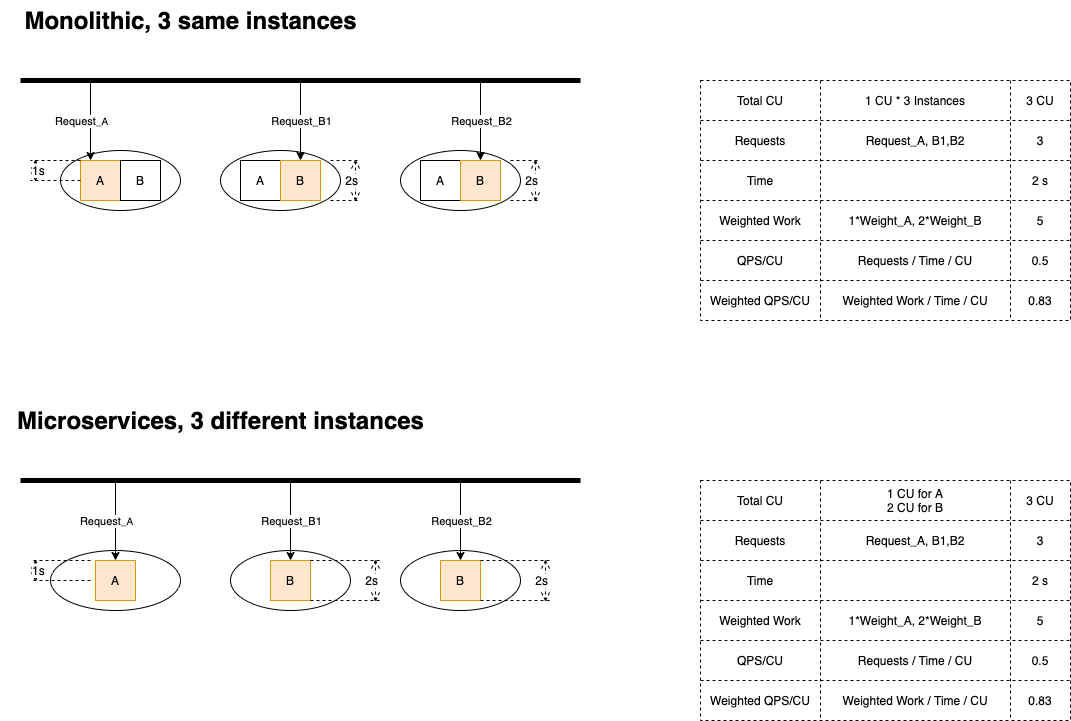 Monolithic, 3 same instances
Request_A
Request_B1
Request_B2
1s
A
B
A
B
2s
A
B
2s
Total CU
1 CU * 3 Instances
3 CU
Requests
Request_A, B1,B2
3
Time
2 s
Weighted Work
1*Weight_A, 2*Weight_B
5
QPS/CU
Requests / Time / CU
0.5
Weighted QPS/CU
Weighted Work / Time / CU
0.83
Microservices, 3 different instances
Request_A
Request_B1
Request_B2
1s
A
B
2s
B
2s
Total CU
1 CU for A
2 CU for B
3 CU
Requests
Request_A, B1,B2
3
Time
2 s
Weighted Work
1*Weight_A, 2*Weight_B
5
QPS/CU
Requests / Time / CU
0.5
Weighted QPS/CU
Weighted Work / Time / CU
0.83